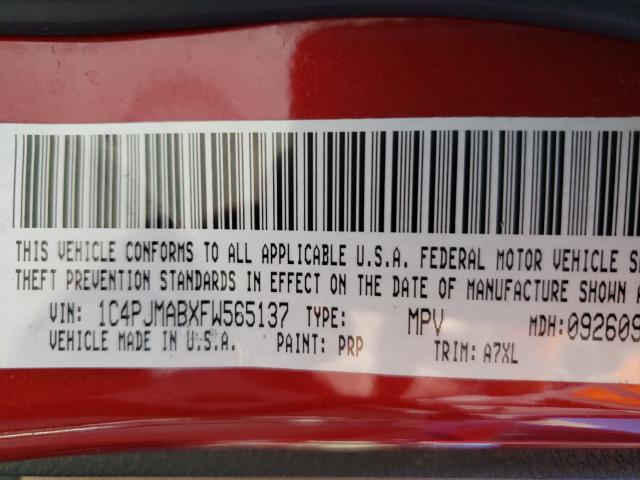 THIS VEHICLE CONFORMS TO ALL APPLICABLE U.S.A. FEDERAL MOTOR VEHICLE
THEFT PREVENTION STANDARDS IN EFFECT ON THE DATE OF MANUFACTURE SHOWN
VIN: 1C4PJMABXFW565137 TYPE: MPV MDH:092609
VEHICLE MADE IN U.S.A. PAINT: PRP TRIM: A7XL